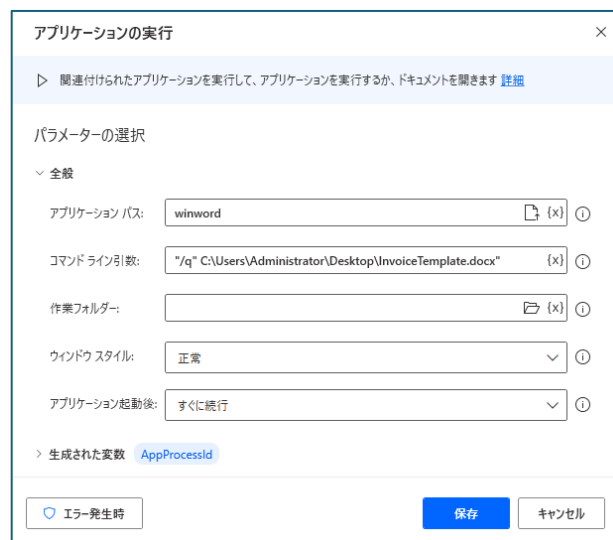 アプリケーションの実行
関連付けられたアプリケーションを実行して、アプリケーションを実行するか、ドキュメントを開きます 詳細
パラメーターの選択
全般
アプリケーション パス: winword {x}
コマンド ライン引数: "/q" C:\Users\Administrator\Desktop\InvoiceTemplate.docx" {x}
作業フォルダー: {x}
ウィンドウ スタイル: 正常
アプリケーション起動後: すぐに続行
生成された変数 AppProcessId
エラー発生時 保存 キャンセル